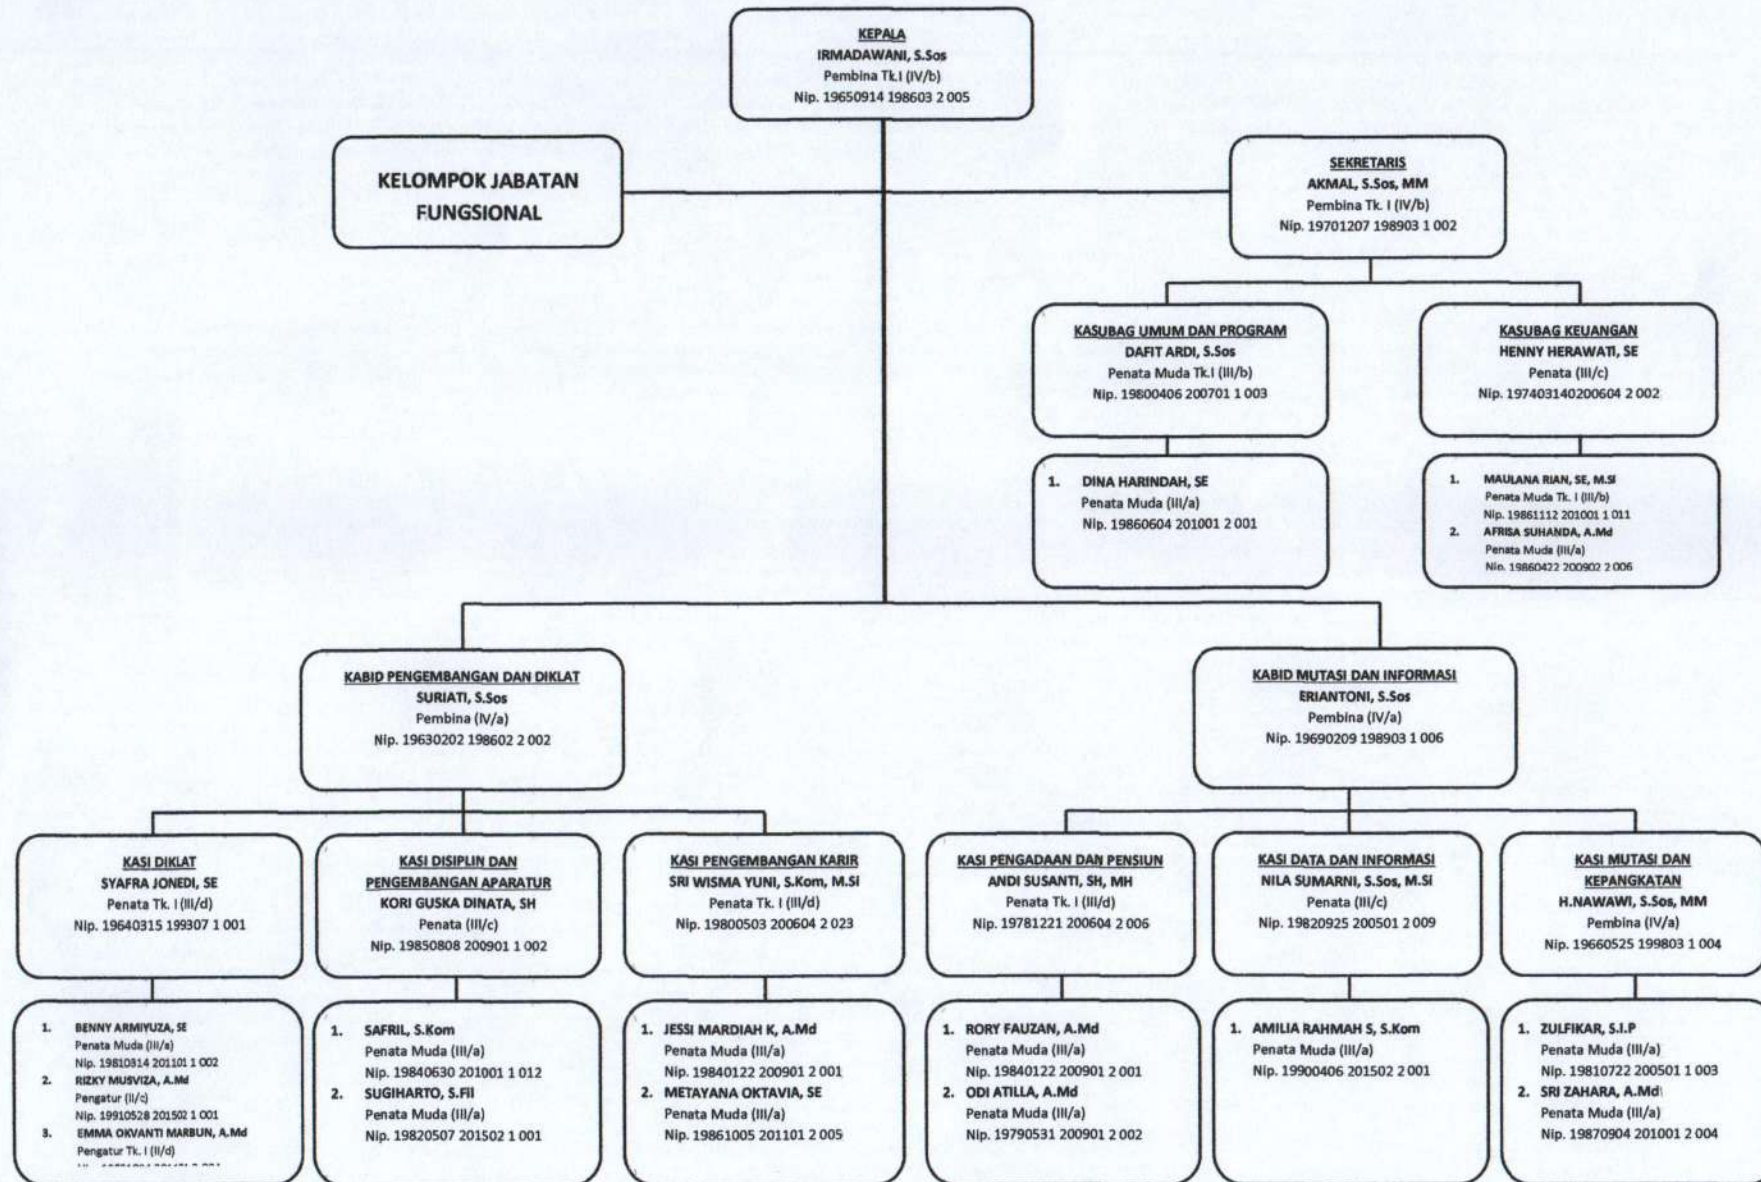 KEPALA
IRMADAWANI, S.Sos
Pembina Tk.I (IV/b)
Nip. 19650914 198603 2 005
KELOMPOK JABATAN
FUNGSIONAL
SEKRETARIS
AKMAL, S.Sos, MM
Pembina Tk. I (IV/b)
Nip. 19701207 198903 1 002
KASUBAG UMUM DAN PROGRAM
DAFIT ARDI, S.Sos
Penata Muda Tk.I (III/b)
Nip. 19800406 200701 1 003
KASUBAG KEUANGAN
HENNY HERAWATI, SE
Penata (III/c)
Nip. 197403140200604 2 002
1. DINA HARINDAH, SE
Penata Muda (III/a)
Nip. 19860604 201001 2 001
1. MAULANA RIAN, SE, M.SI
Penata Muda Tk. I (III/b)
Nip. 19861112 201001 1 011
2. AFRISA SUHANDA, A.Md
Penata Muda (III/a)
Nip. 19860422 200902 2 006
KABID PENGEMBANGAN DAN DIKLAT
SURIATI, S.Sos
Pembina (IV/a)
Nip. 19630202 198602 2 002
KABID MUTASI DAN INFORMASI
ERIANTONI, S.Sos
Pembina (IV/a)
Nip. 19690209 198903 1 006
KASI DIKLAT
SYAFRA JONEDI, SE
Penata Tk. I (III/d)
Nip. 19640315 199307 1 001
KASI DISIPLIN DAN
PENGEMBANGAN APARATUR
KORI GUSKA DINATA, SH
Penata (III/c)
Nip. 19850808 200901 1 002
KASI PENGEMBANGAN KARIR
SRI WISMA YUNI, S.Kom, M.Si
Penata Tk. I (III/d)
Nip. 19800503 200604 2 023
KASI PENGADAAN DAN PENSIUN
ANDI SUSANTI, SH, MH
Penata Tk. I (III/d)
Nip. 19781221 200604 2 006
KASI DATA DAN INFORMASI
NILA SUMARNI, S.Sos, M.Si
Penata (III/c)
Nip. 19820925 200501 2 009
KASI MUTASI DAN
KEPANGKATAN
H.NAWAWI, S.Sos, MM
Pembina (IV/a)
Nip. 19660525 199803 1 004
1. BENNY ARMIYUZA, SE
Penata Muda (III/a)
Nip. 19810314 201101 1 002
2. RIZKY MUSVIZA, A.Md
Pengatur (II/c)
Nip. 19910528 201502 1 001
3. EMMA OKVANTI MARBUN, A.Md
Pengatur Tk. I (II/d)
1. SAFRIL, S.Kom
Penata Muda (III/a)
Nip. 19840630 201001 1 012
2. SUGIHARTO, S.Fil
Penata Muda (III/a)
Nip. 19820507 201502 1 001
1. JESSI MARDIAH K, A.Md
Penata Muda (III/a)
Nip. 19840122 200901 2 001
2. METAYANA OKTAVIA, SE
Penata Muda (III/a)
Nip. 19861005 201101 2 005
1. RORY FAUZAN, A.Md
Penata Muda (III/a)
Nip. 19840122 200901 2 001
2. ODI ATILLA, A.Md
Penata Muda (III/a)
Nip. 19790531 200901 2 002
1. AMILIA RAHMAH S, S.Kom
Penata Muda (III/a)
Nip. 19900406 201502 2 001
1. ZULFIKAR, S.I.P
Penata Muda (III/a)
Nip. 19810722 200501 1 003
2. SRI ZAHARA, A.Md
Penata Muda (III/a)
Nip. 19870904 201001 2 004